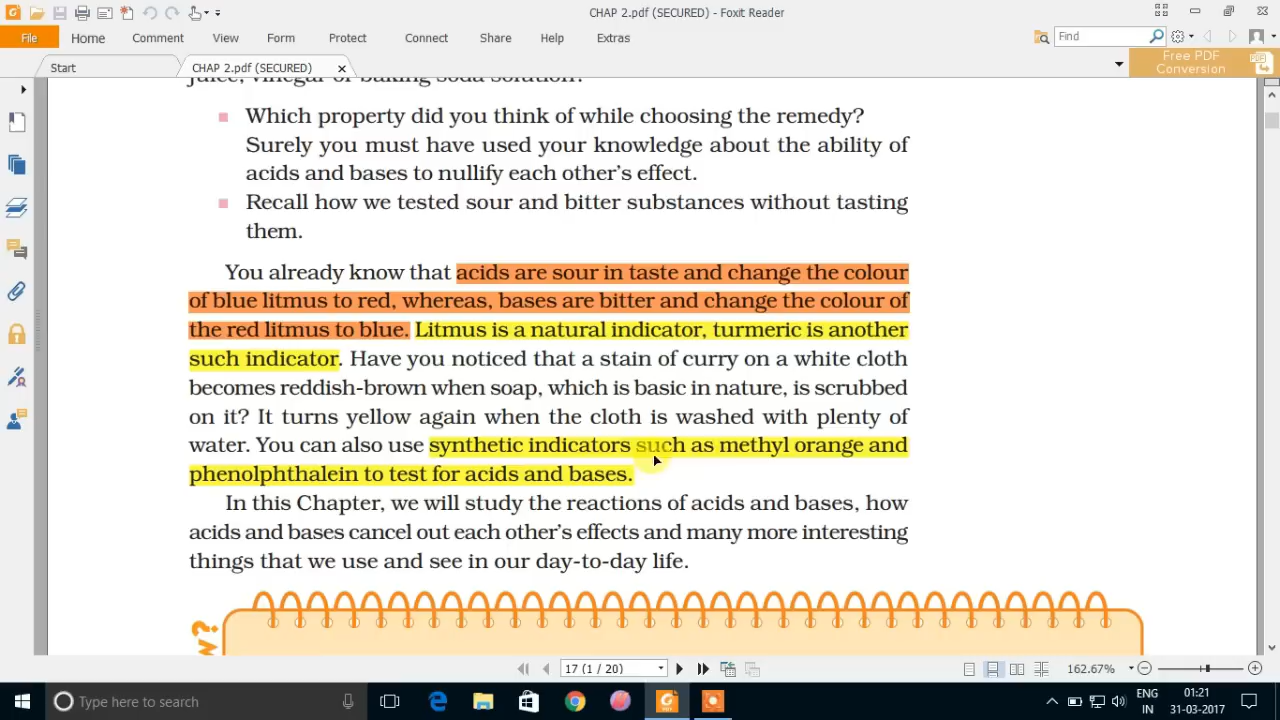 CHAP 2.pdf (SECURED) - Foxit Reader
File Home Comment View Form Protect Connect Share Help Extras Find
Start CHAP 2.pdf (SECURED) Free PDF
Conversion
juice, vinegar or baking soda solution?
Which property did you think of while choosing the remedy?
Surely you must have used your knowledge about the ability of
acids and bases to nullify each other's effect.
Recall how we tested sour and bitter substances without tasting
them.
You already know that acids are sour in taste and change the colour
of blue litmus to red, whereas, bases are bitter and change the colour of
the red litmus to blue. Litmus is a natural indicator, turmeric is another
such indicator. Have you noticed that a stain of curry on a white cloth
becomes reddish-brown when soap, which is basic in nature, is scrubbed
on it? It turns yellow again when the cloth is washed with plenty of
water. You can also use synthetic indicators such as methyl orange and
phenolphthalein to test for acids and bases.
In this Chapter, we will study the reactions of acids and bases, how
acids and bases cancel out each other's effects and many more interesting
things that we use and see in our day-to-day life.
w?
17 (1 / 20) 162.67%
Type here to search ENG 01:21
IN 31-03-2017